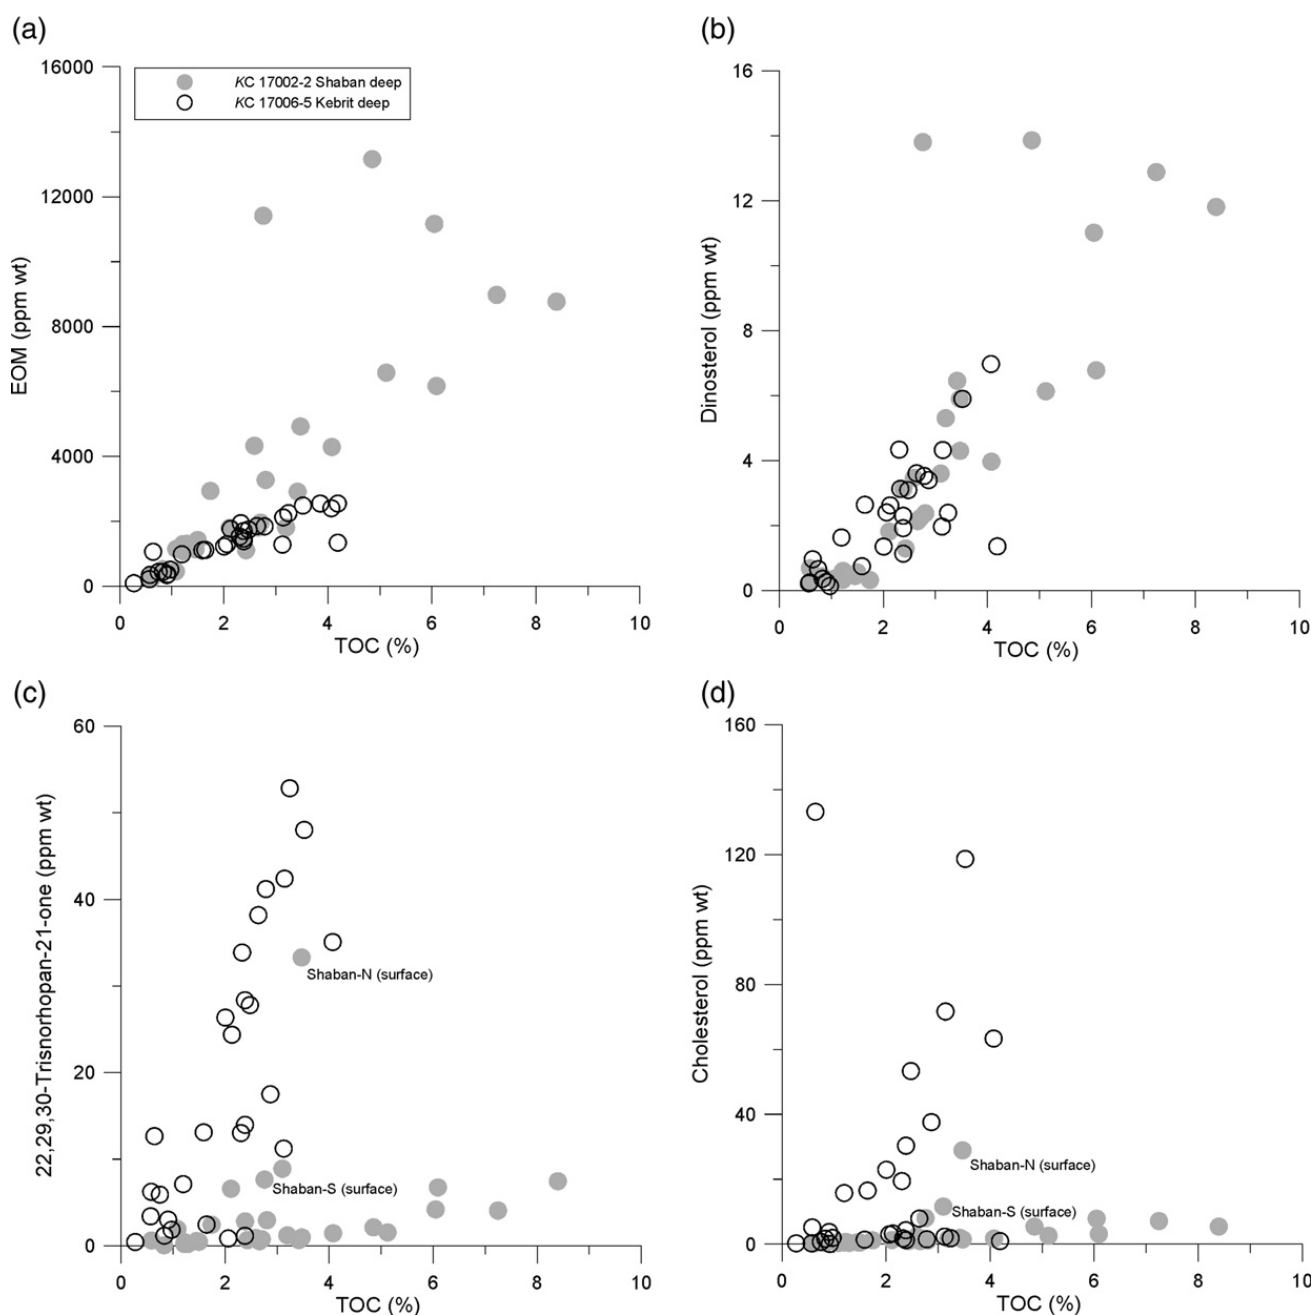 (a)
16000
KC 17002-2 Shaban deep
KC 17006-5 Kebrit deep
12000
8000
4000
0
EOM (ppm wt)
0 2 4 6 8 10
TOC (%)
(b)
16
12
8
4
0
Dinosterol (ppm wt)
0 2 4 6 8 10
TOC (%)
(c)
60
40
20
0
22,29,30-Trisnorhopan-21-one (ppm wt)
Shaban-N (surface)
Shaban-S (surface)
0 2 4 6 8 10
TOC (%)
(d)
160
120
80
40
0
Cholesterol (ppm wt)
Shaban-N (surface)
Shaban-S (surface)
0 2 4 6 8 10
TOC (%)